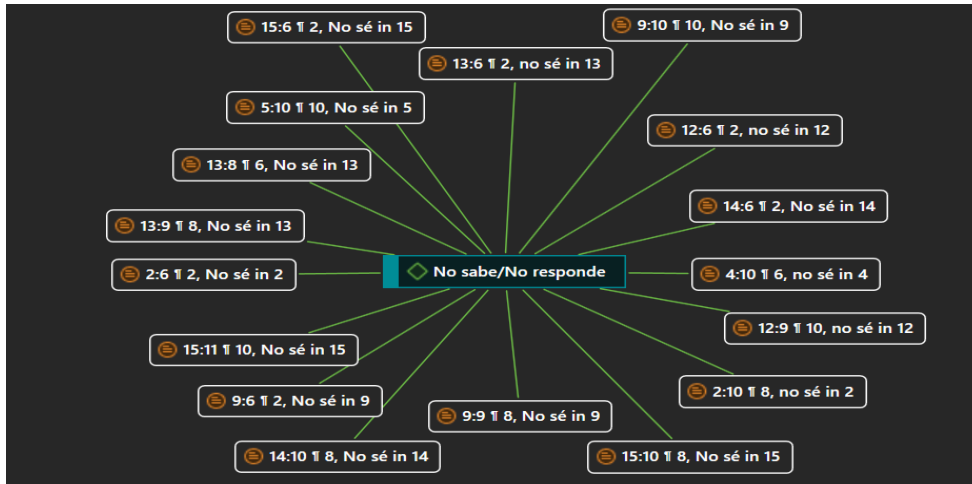 15:6 ¶ 2, No sé in 15
9:10 ¶ 10, No sé in 9
13:6 ¶ 2, no sé in 13
5:10 ¶ 10, No sé in 5
12:6 ¶ 2, no sé in 12
13:8 ¶ 6, No sé in 13
14:6 ¶ 2, No sé in 14
13:9 ¶ 8, No sé in 13
No sabe/No responde
2:6 ¶ 2, No sé in 2
4:10 ¶ 6, no sé in 4
12:9 ¶ 10, no sé in 12
15:11 ¶ 10, No sé in 15
2:10 ¶ 8, no sé in 2
9:6 ¶ 2, No sé in 9
9:9 ¶ 8, No sé in 9
14:10 ¶ 8, No sé in 14
15:10 ¶ 8, No sé in 15